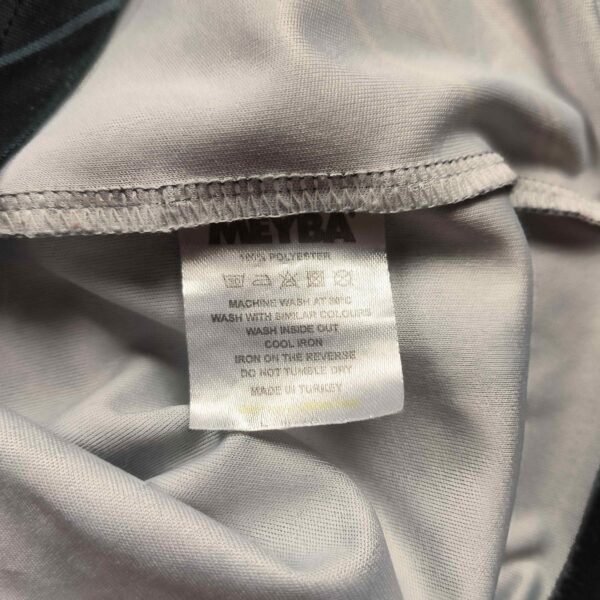 MEYBA
100% POLYESTER
MACHINE WASH AT 30°C
WASH WITH SIMILAR COLOURS
WASH INSIDE OUT
COOL IRON
IRON ON THE REVERSE
DO NOT TUMBLE DRY
MADE IN TURKEY